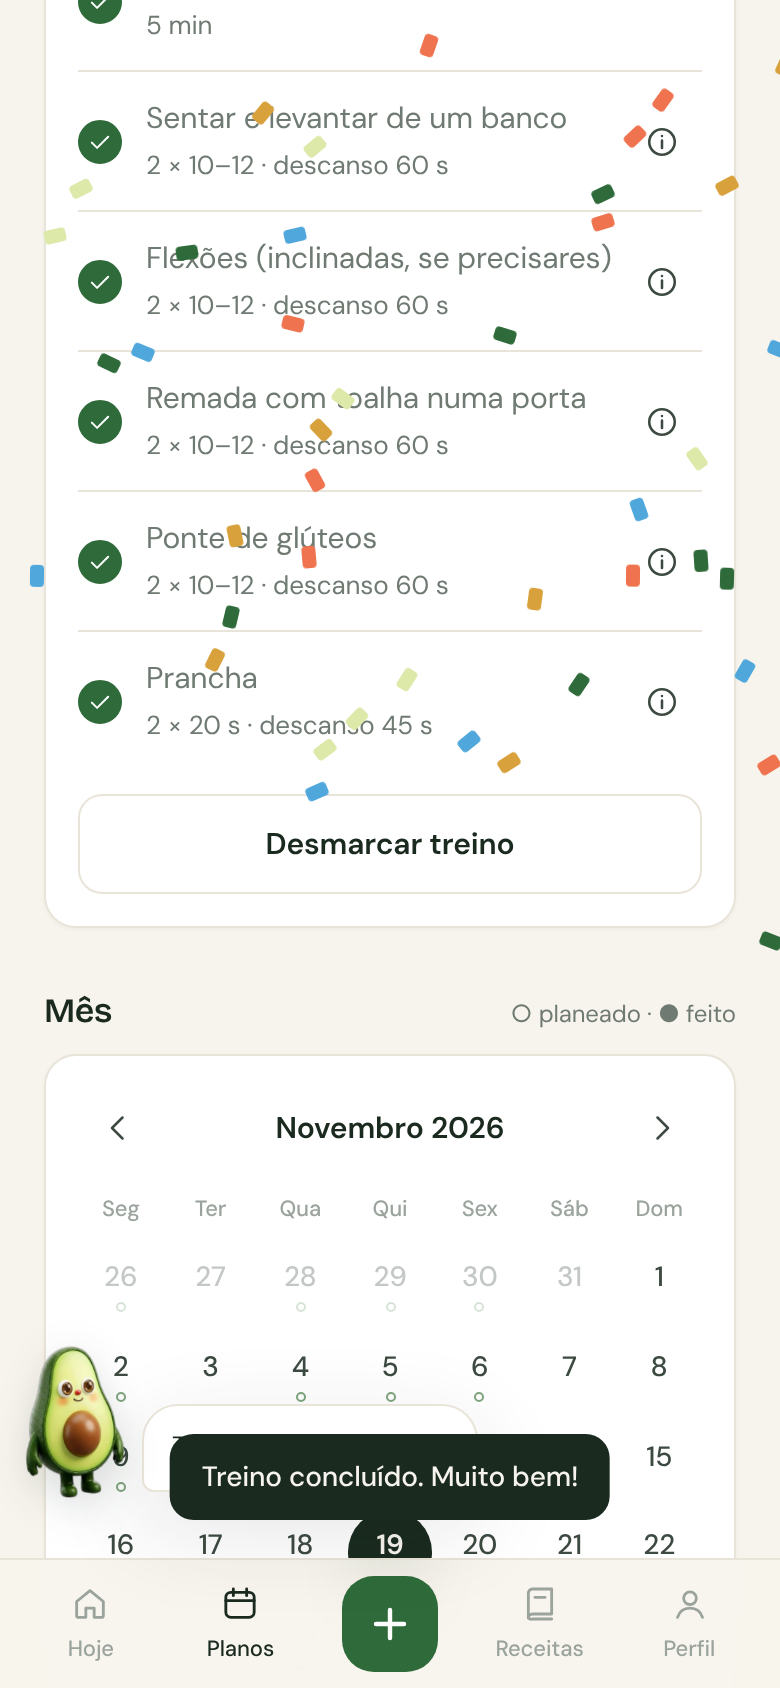 5 min
Sentar e levantar de um banco
2 × 10–12 · descanso 60 s
Flexões (inclinadas, se precisares)
2 × 10–12 · descanso 60 s
Remada com toalha numa porta
2 × 10–12 · descanso 60 s
Ponte de glúteos
2 × 10–12 · descanso 60 s
Prancha
2 × 20 s · descanso 45 s
Desmarcar treino
Mês
planeado · feito
Novembro 2026
Seg Ter Qua Qui Sex Sáb Dom
26 27 28 29 30 31 1
2 3 4 5 6 7 8
15
Treino concluído. Muito bem!
16 17 18 19 20 21 22
Hoje Planos Receitas Perfil